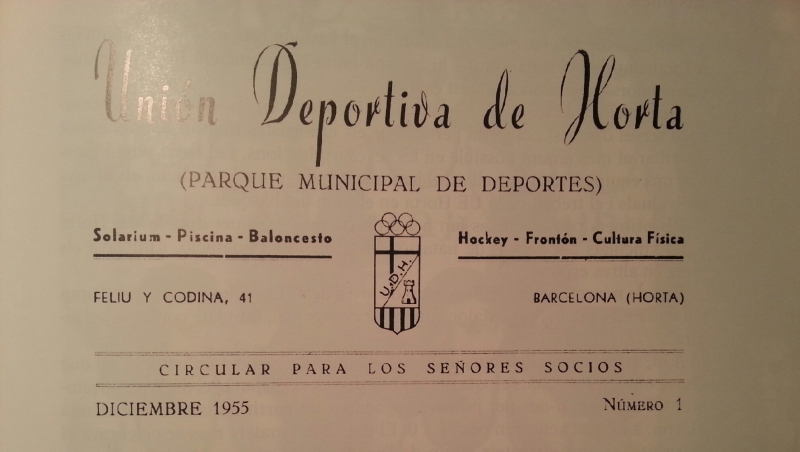 Unión Deportiva de Horta
(PARQUE MUNICIPAL DE DEPORTES)
Solarium - Piscina - Baloncesto
Hockey - Frontón - Cultura Física
U.D.H.
FELIU Y CODINA, 41
BARCELONA (HORTA)
CIRCULAR PARA LOS SEÑORES SOCIOS
DICIEMBRE 1955
NÚMERO 1